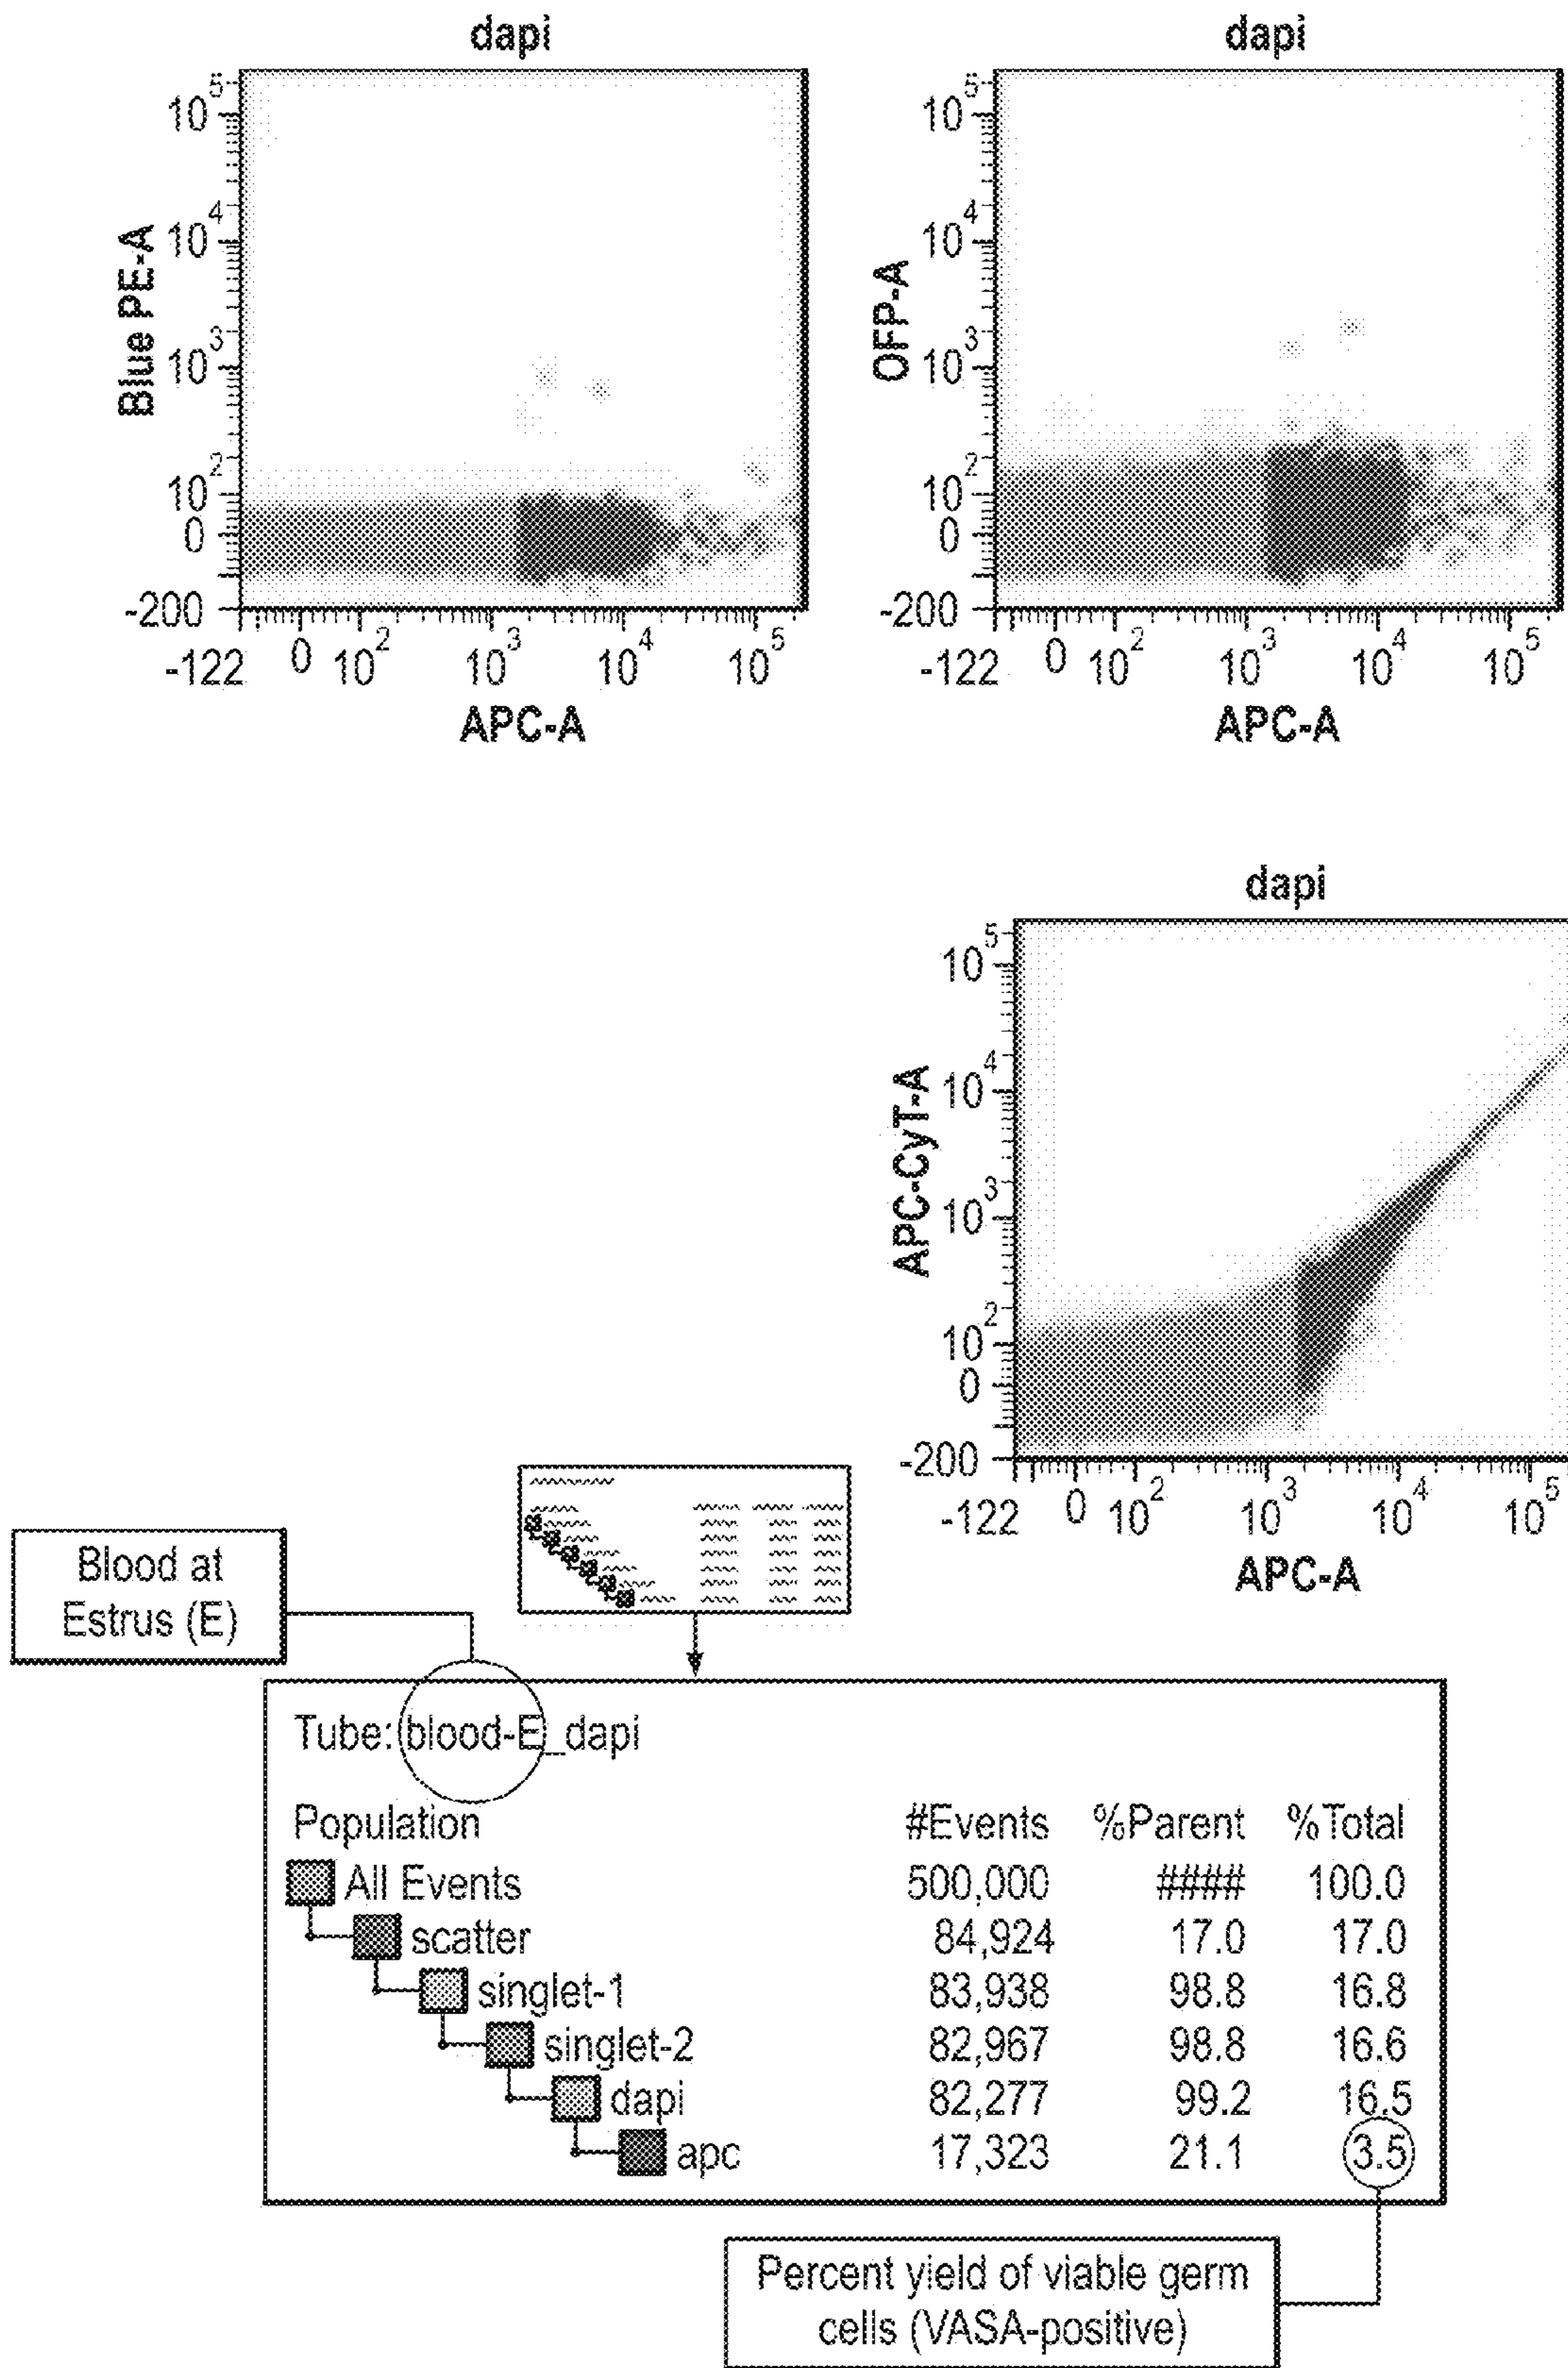 dapi
Blue PE-A
10^5
10^4
10^3
10^2
0
-200
-122 0 10^2 10^3 10^4 10^5
APC-A
dapi
OFP-A
10^5
10^4
10^3
10^2
0
-200
-122 0 10^2 10^3 10^4 10^5
APC-A
dapi
APC-CyT-A
10^5
10^4
10^3
10^2
0
-200
-122 0 10^2 10^3 10^4 10^5
APC-A
Blood at
Estrus (E)
Tube: blood-E_dapi
Population #Events %Parent %Total
All Events 500,000 #### 100.0
scatter 84,924 17.0 17.0
singlet-1 83,938 98.8 16.8
singlet-2 82,967 98.8 16.6
dapi 82,277 99.2 16.5
apc 17,323 21.1 3.5
Percent yield of viable germ
cells (VASA-positive)